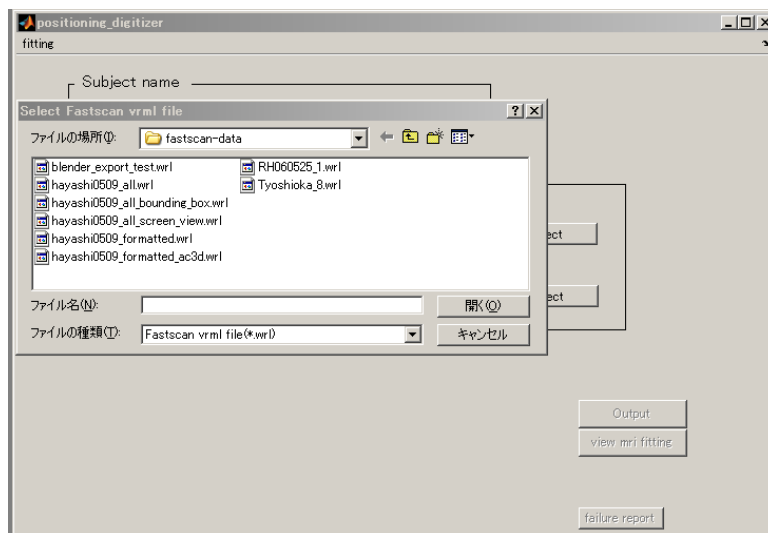 positioning_digitizer
fitting
Subject name
Select Fastscan vrml file
ファイルの場所(I):
fastscan-data
blender_export_test.wrl
hayashi0509_all.wrl
hayashi0509_all_bounding_box.wrl
hayashi0509_all_screen_view.wrl
hayashi0509_formatted.wrl
hayashi0509_formatted_ac3d.wrl
RH060525_1.wrl
Tyoshioka_8.wrl
ect
ect
ファイル名(N):
開く(O)
ファイルの種類(T):
Fastscan vrml file(*.wrl)
キャンセル
Output
view mri fitting
failure report